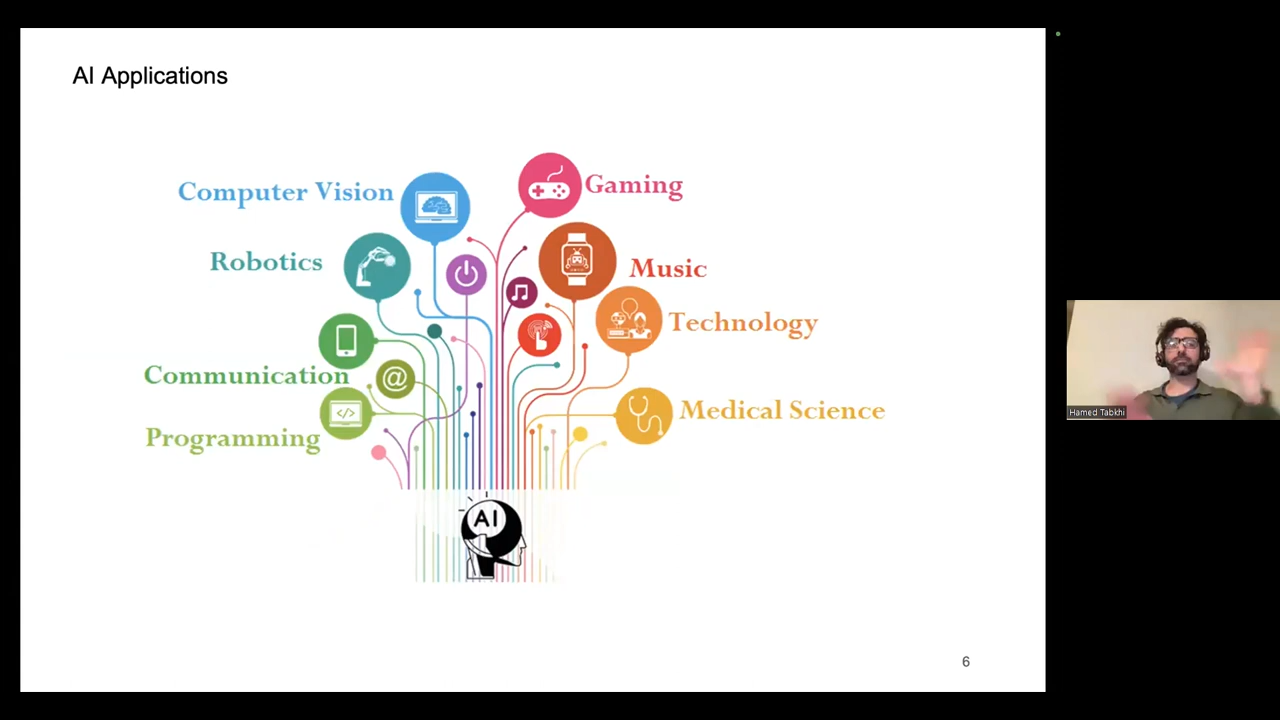 AI Applications
Computer Vision
Gaming
Robotics
Music
Technology
Communication
@
</>
Programming
Medical Science
AI
6
Hamed Tabkhi